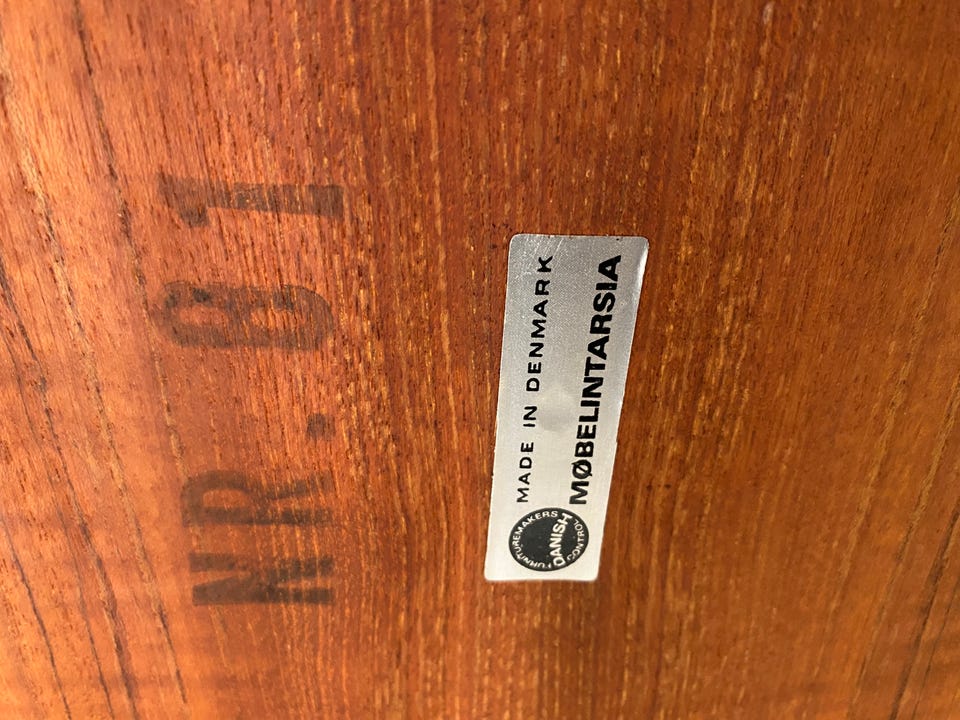 NR. 81
MADE IN DENMARK
MØBELINTARSIA
FURNITUREMAKERS
DANISH
CONTROL